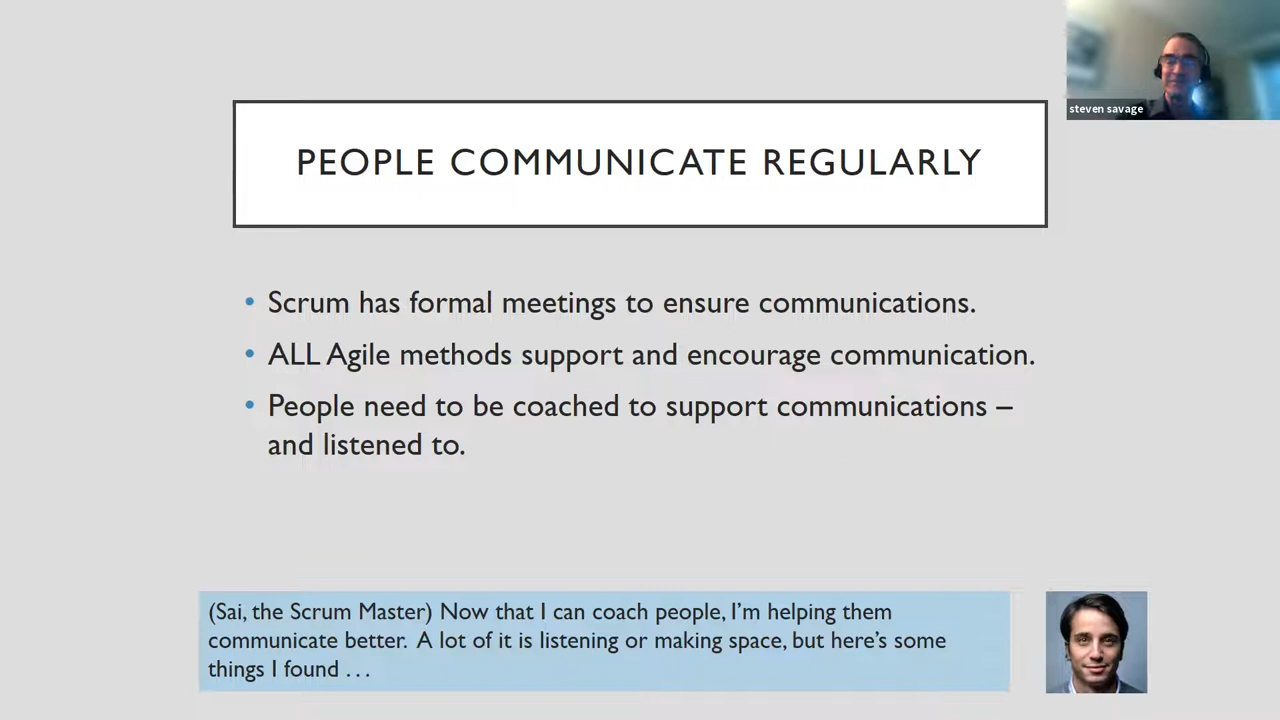 steven savage
PEOPLE COMMUNICATE REGULARLY
• Scrum has formal meetings to ensure communications.
• ALL Agile methods support and encourage communication.
• People need to be coached to support communications –
and listened to.
(Sai, the Scrum Master) Now that I can coach people, I’m helping them
communicate better. A lot of it is listening or making space, but here’s some
things I found . . .